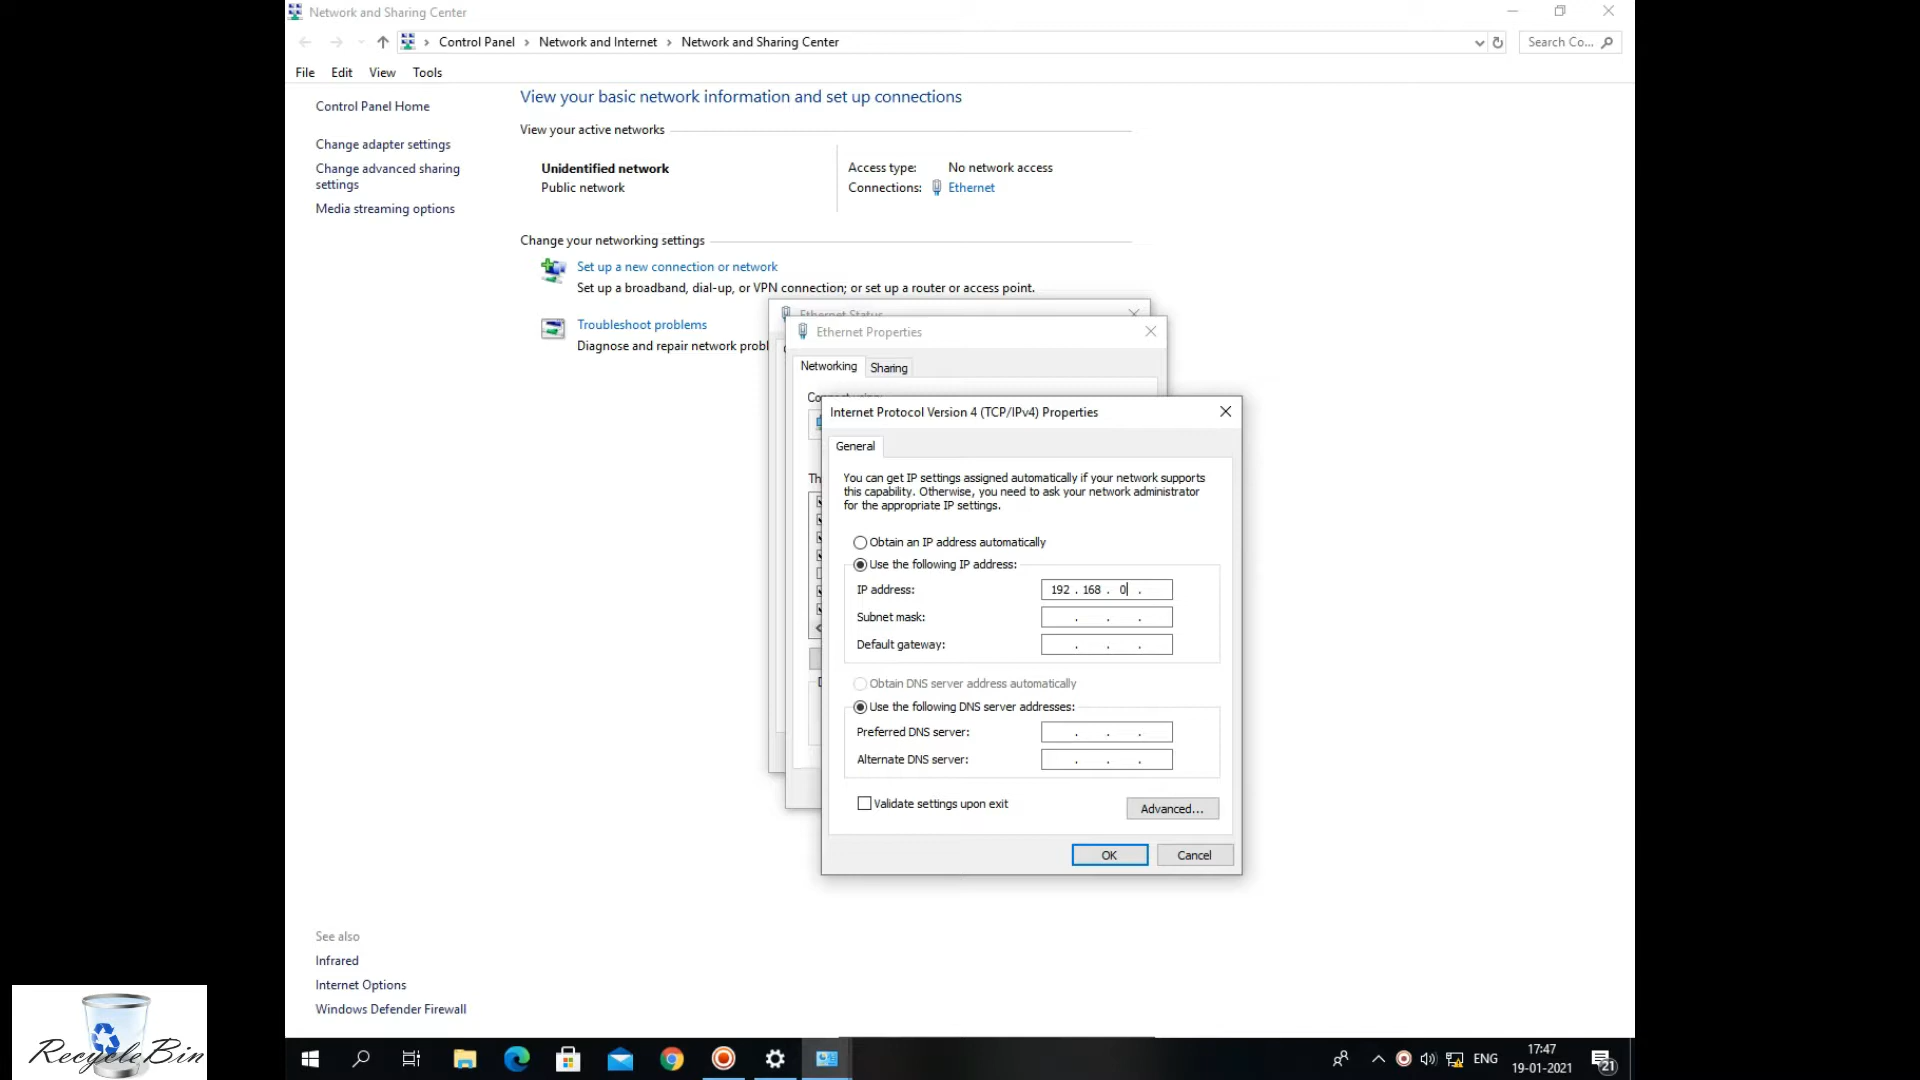 Network and Sharing Center
Control Panel > Network and Internet > Network and Sharing Center
Search Co...
File Edit View Tools
Control Panel Home
Change adapter settings
Change advanced sharing
settings
Media streaming options
View your basic network information and set up connections
View your active networks
Unidentified network
Public network
Access type: No network access
Connections: Ethernet
Change your networking settings
Set up a new connection or network
Set up a broadband, dial-up, or VPN connection; or set up a router or access point.
Troubleshoot problems
Diagnose and repair network probl
Ethernet Status
Ethernet Properties
Networking Sharing
Internet Protocol Version 4 (TCP/IPv4) Properties
General
You can get IP settings assigned automatically if your network supports
this capability. Otherwise, you need to ask your network administrator
for the appropriate IP settings.
Obtain an IP address automatically
Use the following IP address:
IP address: 192 . 168 . 0 .
Subnet mask: . . .
Default gateway: . . .
Obtain DNS server address automatically
Use the following DNS server addresses:
Preferred DNS server: . . .
Alternate DNS server: . . .
Validate settings upon exit
Advanced...
OK Cancel
See also
Infrared
Internet Options
Windows Defender Firewall
RecycleBin
ENG
17:47
19-01-2021
21